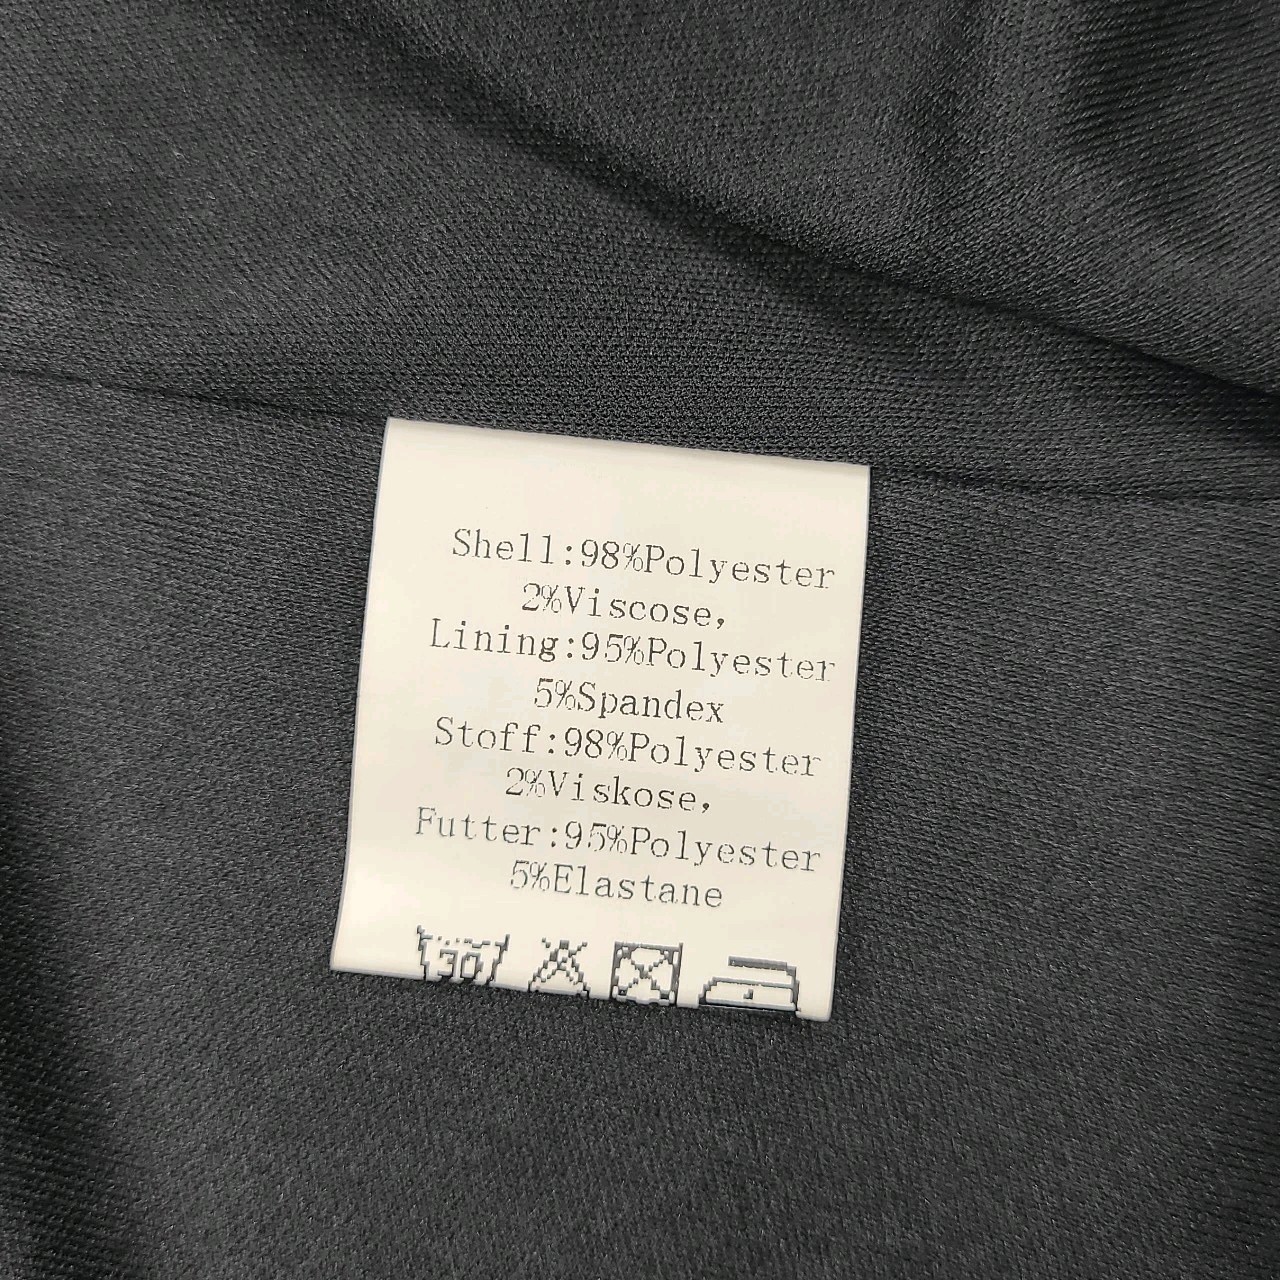 Shell:98%Polyester
2%Viscose,
Lining:95%Polyester
5%Spandex
Stoff:98%Polyester
2%Viskose,
Futter:95%Polyester
5%Elastane
30